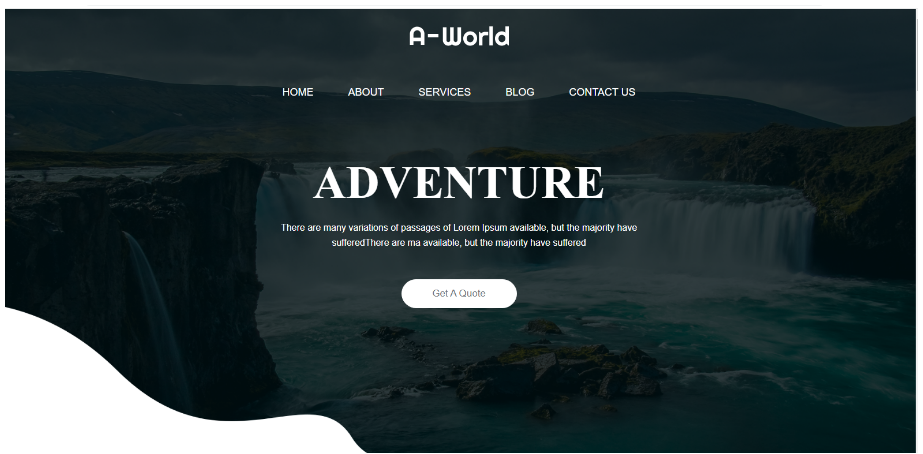 A-World
HOME ABOUT SERVICES BLOG CONTACT US
ADVENTURE
There are many variations of passages of Lorem Ipsum available, but the majority have
sufferedThere are ma available, but the majority have suffered
Get A Quote